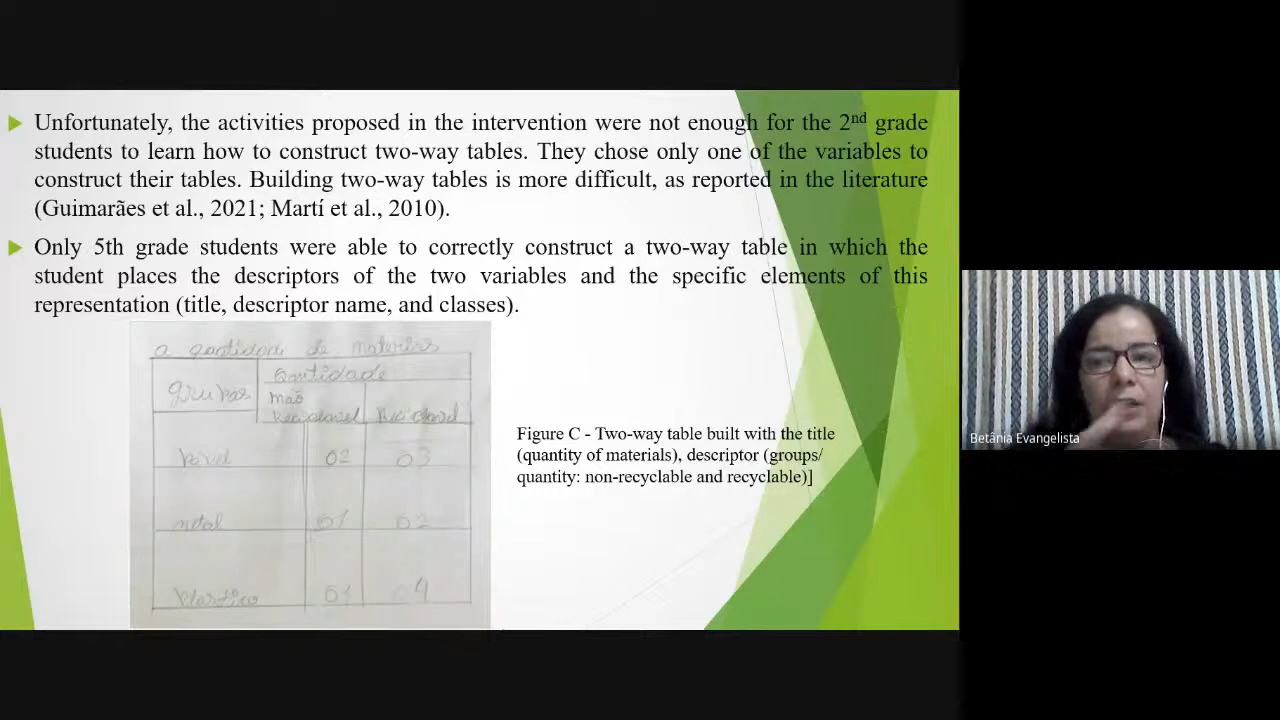 Unfortunately, the activities proposed in the intervention were not enough for the 2nd grade
students to learn how to construct two-way tables. They chose only one of the variables to
construct their tables. Building two-way tables is more difficult, as reported in the literature
(Guimarães et al., 2021; Martí et al., 2010).
Only 5th grade students were able to correctly construct a two-way table in which the
student places the descriptors of the two variables and the specific elements of this
representation (title, descriptor name, and classes).
a qantidade de materiais
Qantidade
grupos
mão
Reciclavel Reciclavel
02 03
metal 01 02
Plastico 01 04
Figure C - Two-way table built with the title
(quantity of materials), descriptor (groups/
quantity: non-recyclable and recyclable)]
Betânia Evangelista